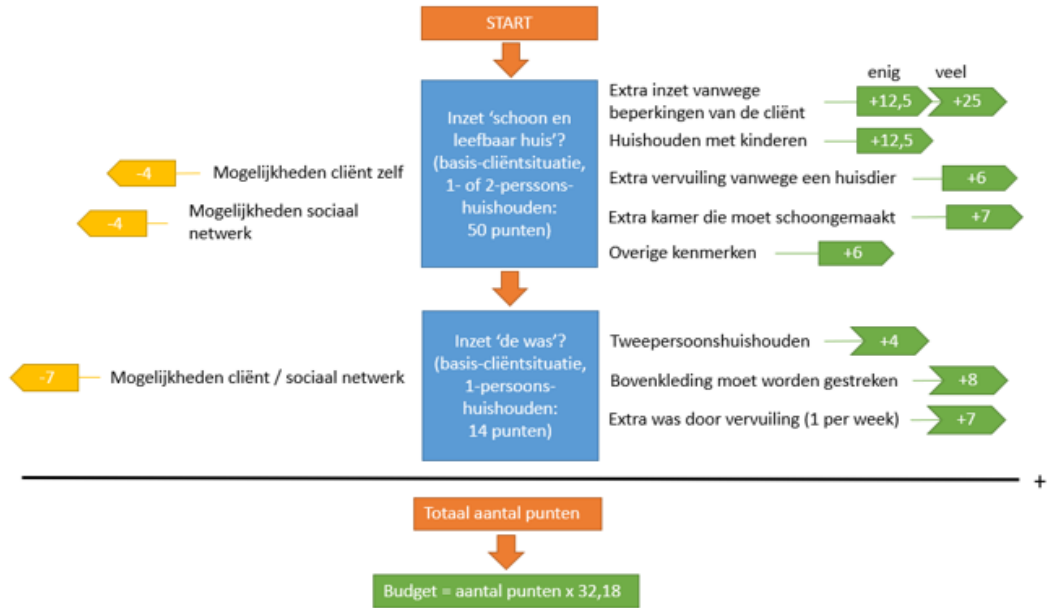 START
enig veel
Inzet ‘schoon en
leefbaar huis’?
(basis-cliëntsituatie,
1- of 2-perssons-
huishouden:
50 punten)
-4 Mogelijkheden cliënt zelf
-4 Mogelijkheden sociaal
netwerk
Extra inzet vanwege
beperkingen van de cliënt +12,5 +25
Huishouden met kinderen +12,5
Extra vervuiling vanwege een huisdier +6
Extra kamer die moet schoongemaakt +7
Overige kenmerken +6
Inzet ‘de was’?
(basis-cliëntsituatie,
1-persoons-
huishouden:
14 punten)
-7 Mogelijkheden cliënt / sociaal netwerk
Tweepersoonshuishouden +4
Bovenkleding moet worden gestreken +8
Extra was door vervuiling (1 per week) +7
+
Totaal aantal punten
Budget = aantal punten x 32,18